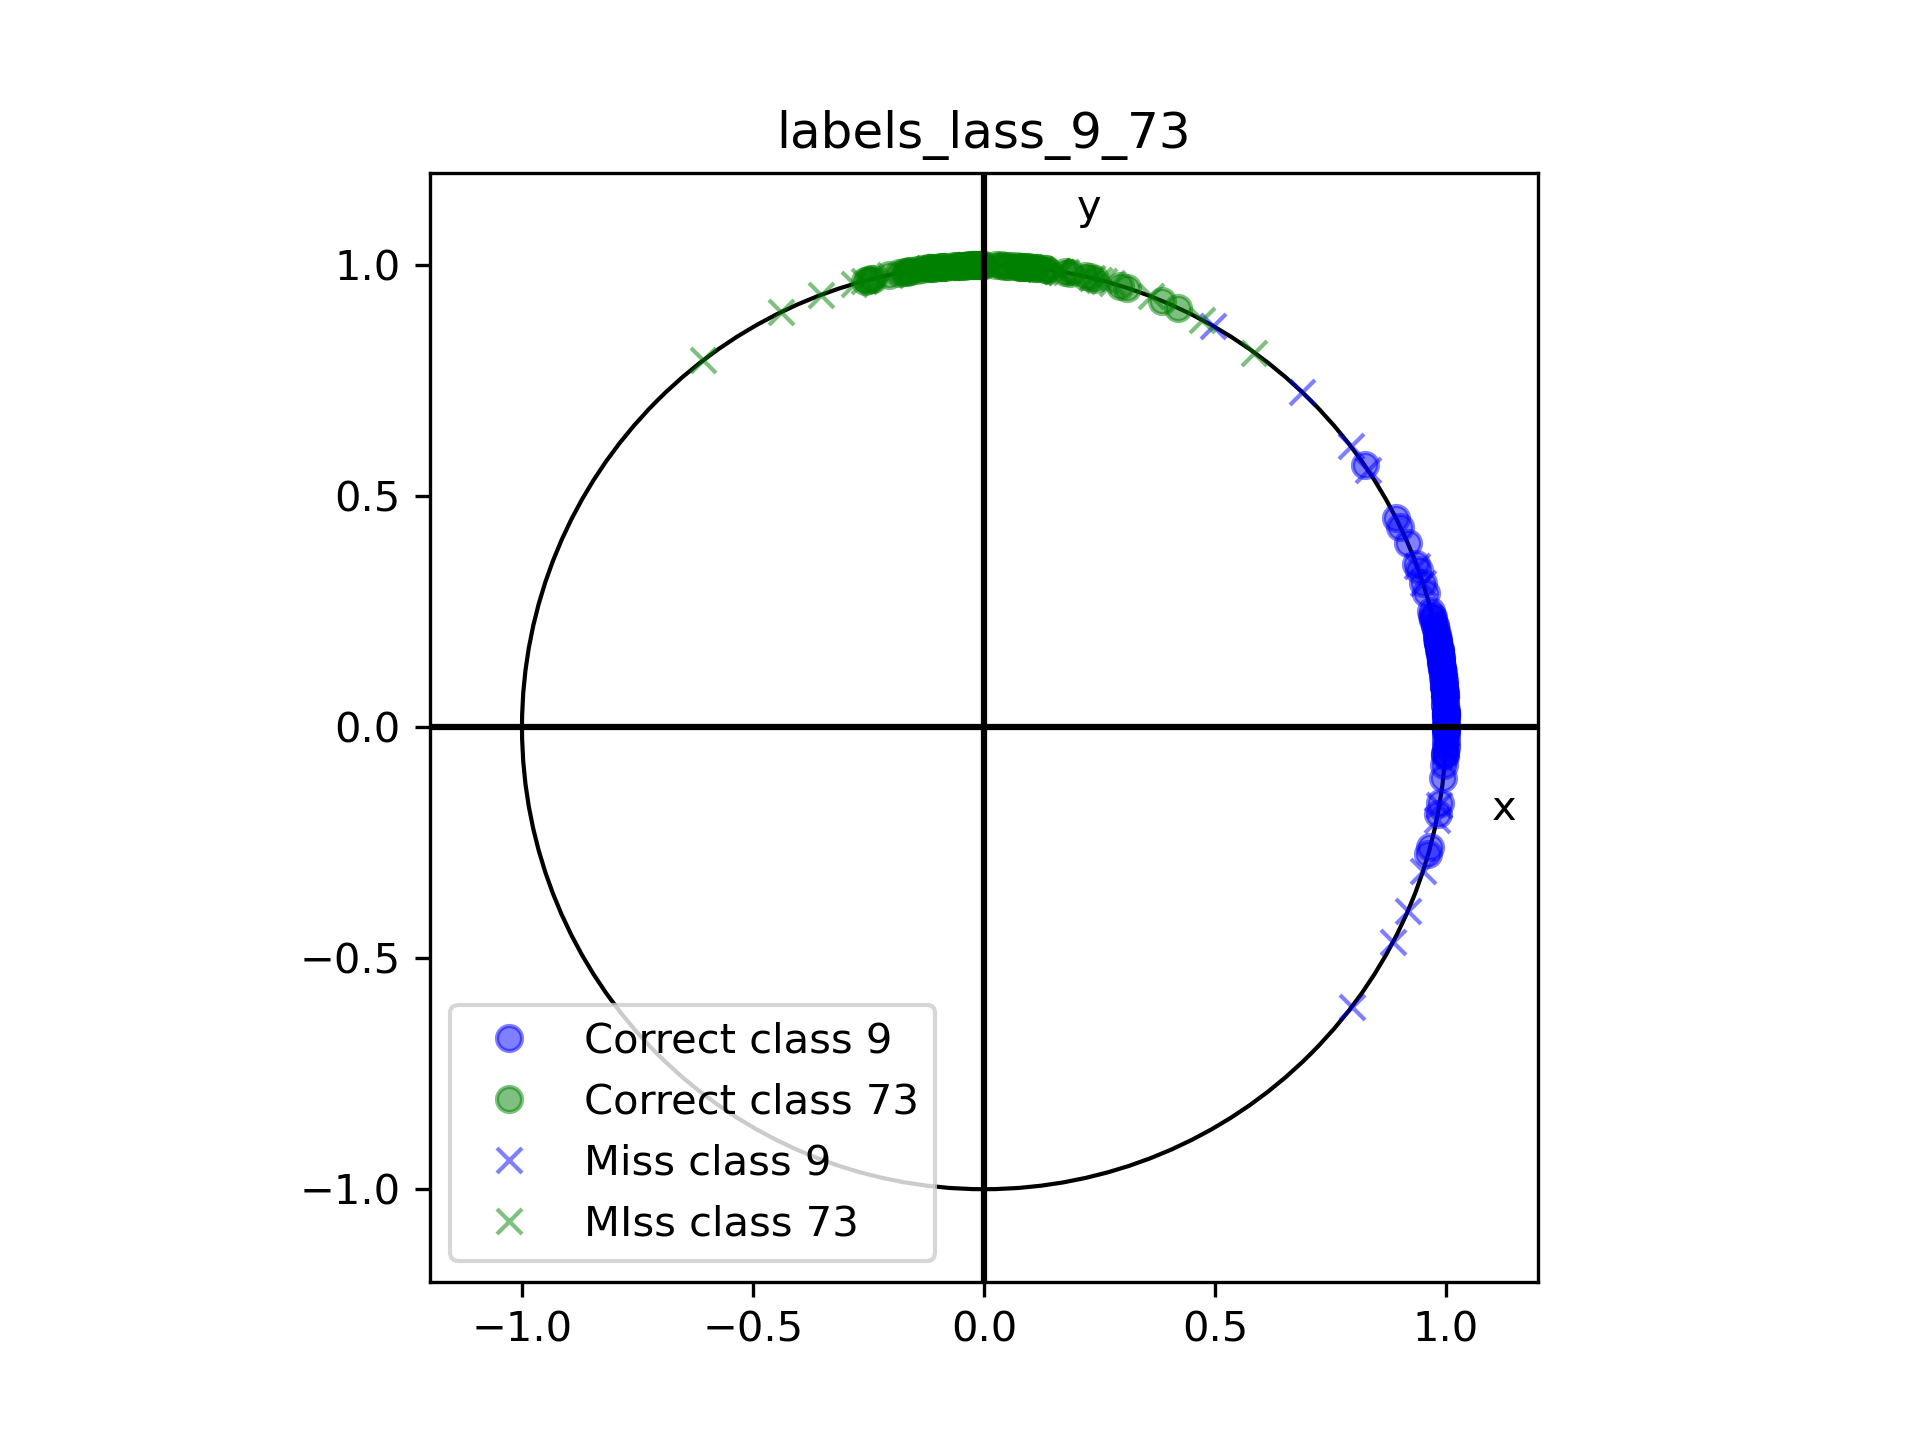 labels_lass_9_73
y
1.0
0.5
0.0
−0.5
−1.0
x
Correct class 9
Correct class 73
Miss class 9
MIss class 73
−1.0 −0.5 0.0 0.5 1.0